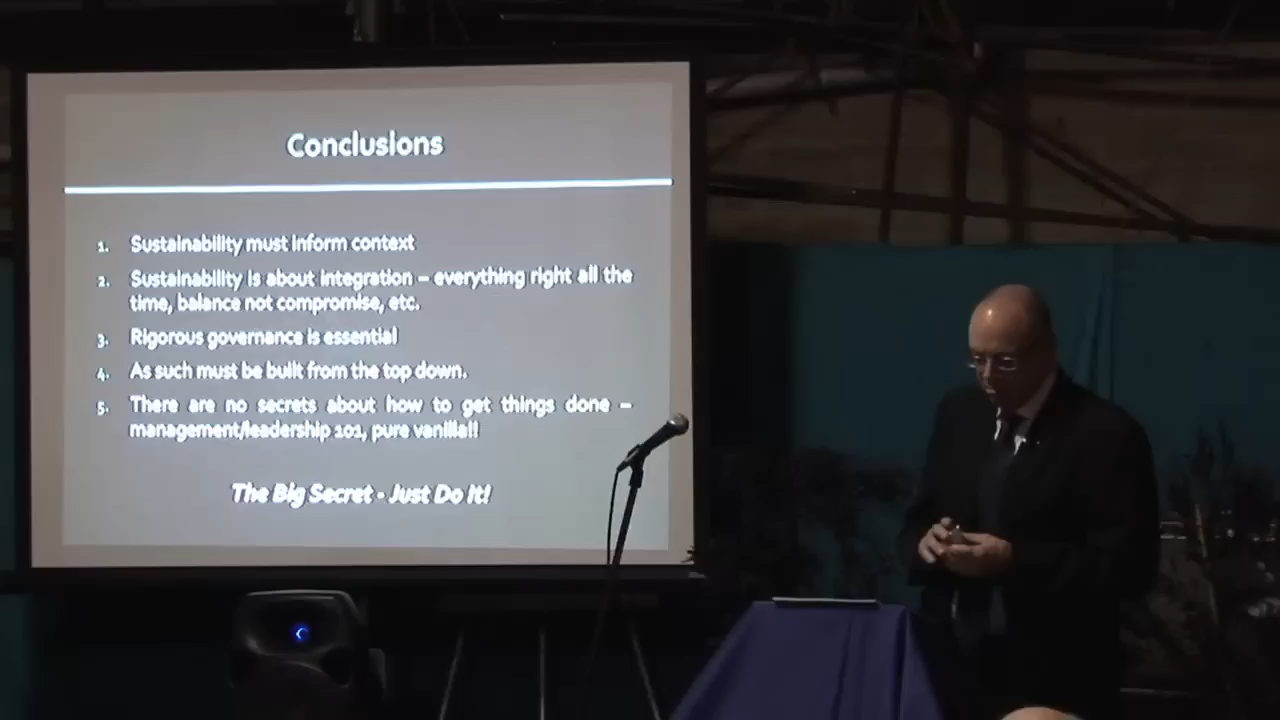 Conclusions
1. Sustainability must inform context
2. Sustainability is about integration – everything right all the
time, balance not compromise, etc.
3. Rigorous governance is essential
4. As such must be built from the top down.
5. There are no secrets about how to get things done –
management/leadership 101, pure vanilla!!
The Big Secret - Just Do It!